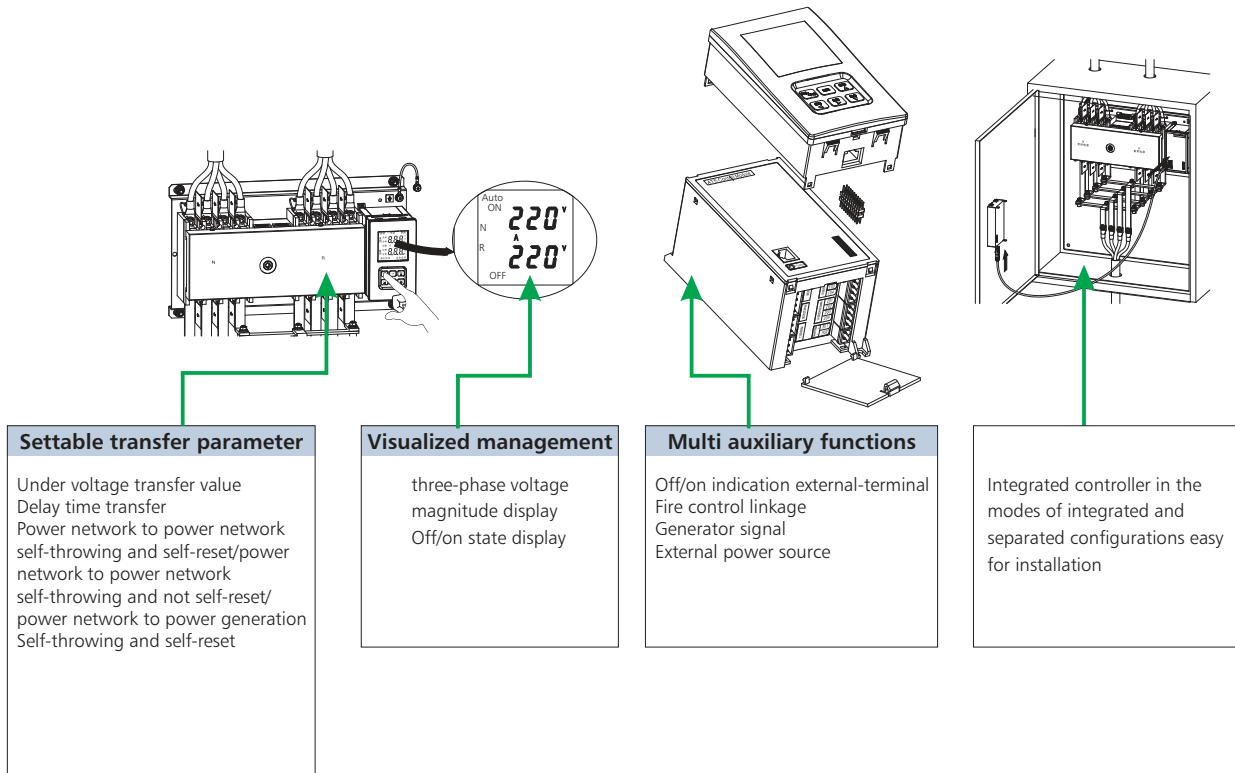 Auto
ON
N
220 V
A
R
220 V
OFF
N
R
Settable transfer parameter
Under voltage transfer value
Delay time transfer
Power network to power network
self-throwing and self-reset/power
network to power network
self-throwing and not self-reset/
power network to power generation
Self-throwing and self-reset
Visualized management
three-phase voltage
magnitude display
Off/on state display
Multi auxiliary functions
Off/on indication external-terminal
Fire control linkage
Generator signal
External power source
Integrated controller in the
modes of integrated and
separated configurations easy
for installation